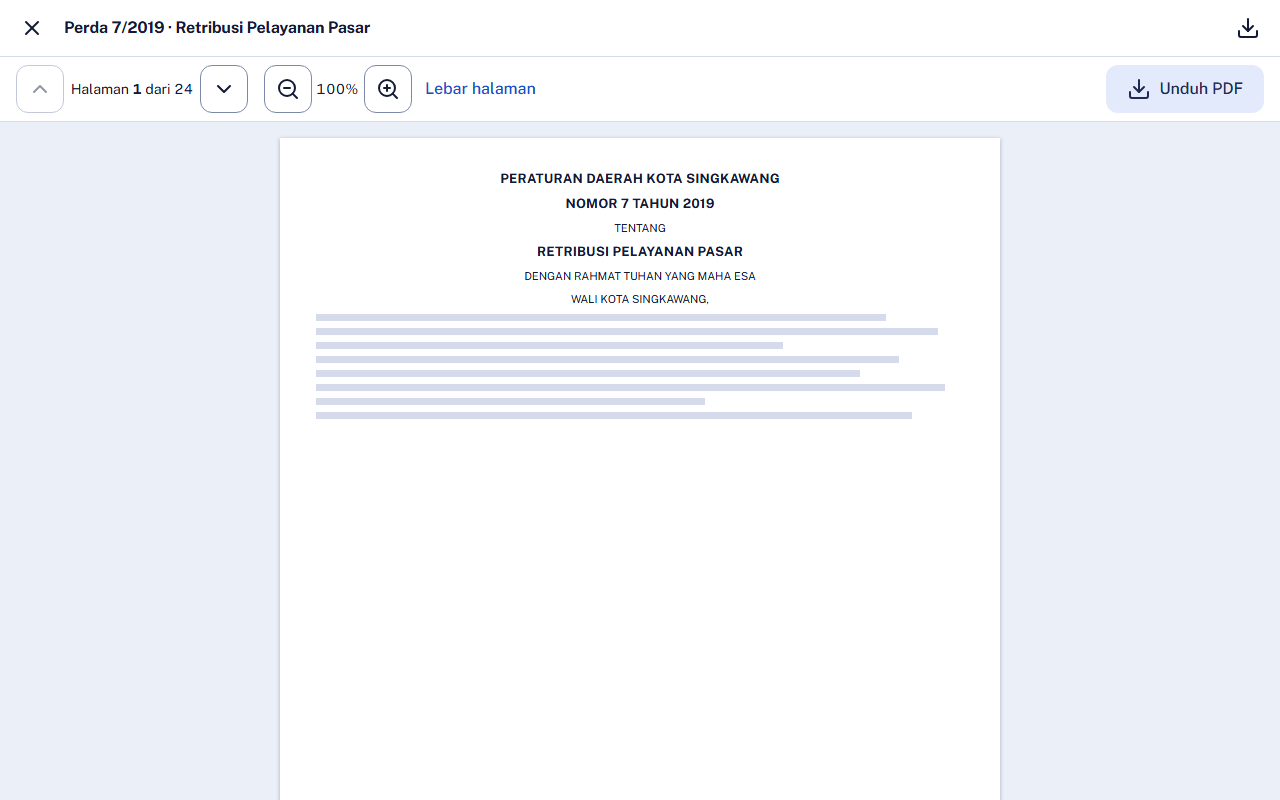 Perda 7/2019 · Retribusi Pelayanan Pasar
Halaman 1 dari 24
100%
Lebar halaman
Unduh PDF
PERATURAN DAERAH KOTA SINGKAWANG
NOMOR 7 TAHUN 2019
TENTANG
RETRIBUSI PELAYANAN PASAR
DENGAN RAHMAT TUHAN YANG MAHA ESA
WALI KOTA SINGKAWANG,